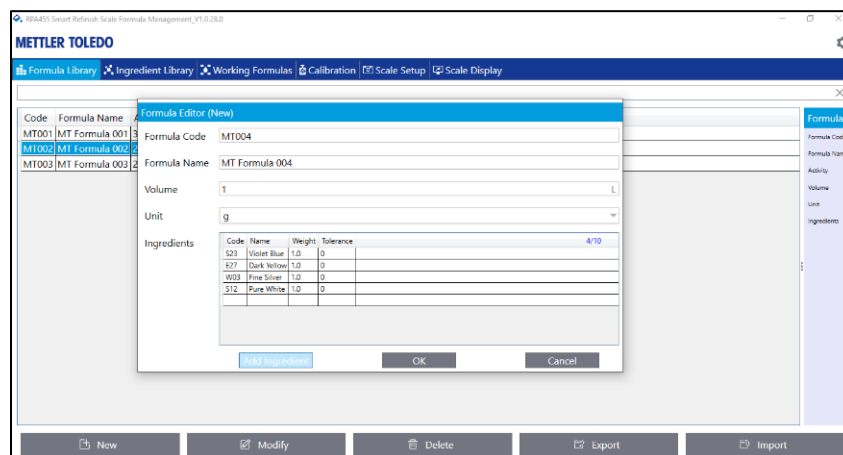 RPA455 Smart Refinish Scale Formula Management_V1.0.28.0
METTLER TOLEDO
Formula Library Ingredient Library Working Formulas Calibration Scale Setup Scale Display
Code Formula Name
MT001 MT Formula 001 3
MT002 MT Formula 002 2
MT003 MT Formula 003 2
Formula Editor (New)
Formula Code MT004
Formula Name MT Formula 004
Volume 1 L
Unit g
Ingredients
Code Name Weight Tolerance 4/10
S23 Violet Blue 1.0 0
E27 Dark Yellow 1.0 0
W03 Fine Silver 1.0 0
S12 Pure White 1.0 0
Add Ingredient OK Cancel
Formula
Formula Cod
Formula Nam
Activity
Volume
Unit
Ingredients
New Modify Delete Export Import